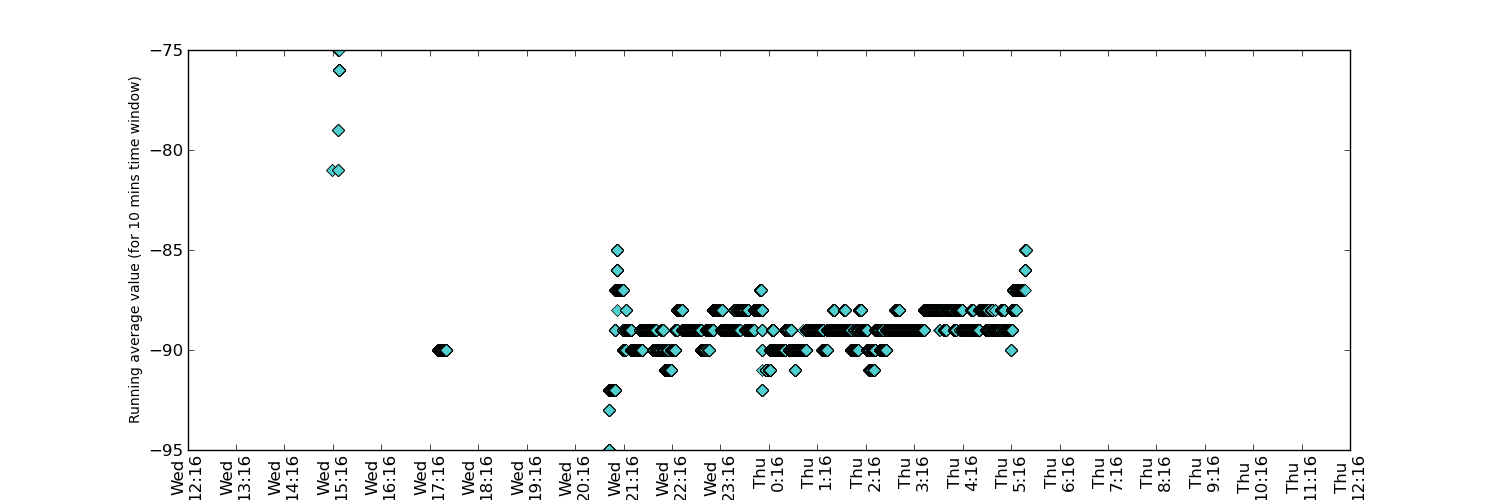 Running average value (for 10 mins time window)
−75
−80
−85
−90
−95
Wed
12:16
Wed
13:16
Wed
14:16
Wed
15:16
Wed
16:16
Wed
17:16
Wed
18:16
Wed
19:16
Wed
20:16
Wed
21:16
Wed
22:16
Wed
23:16
Thu
0:16
Thu
1:16
Thu
2:16
Thu
3:16
Thu
4:16
Thu
5:16
Thu
6:16
Thu
7:16
Thu
8:16
Thu
9:16
Thu
10:16
Thu
11:16
Thu
12:16